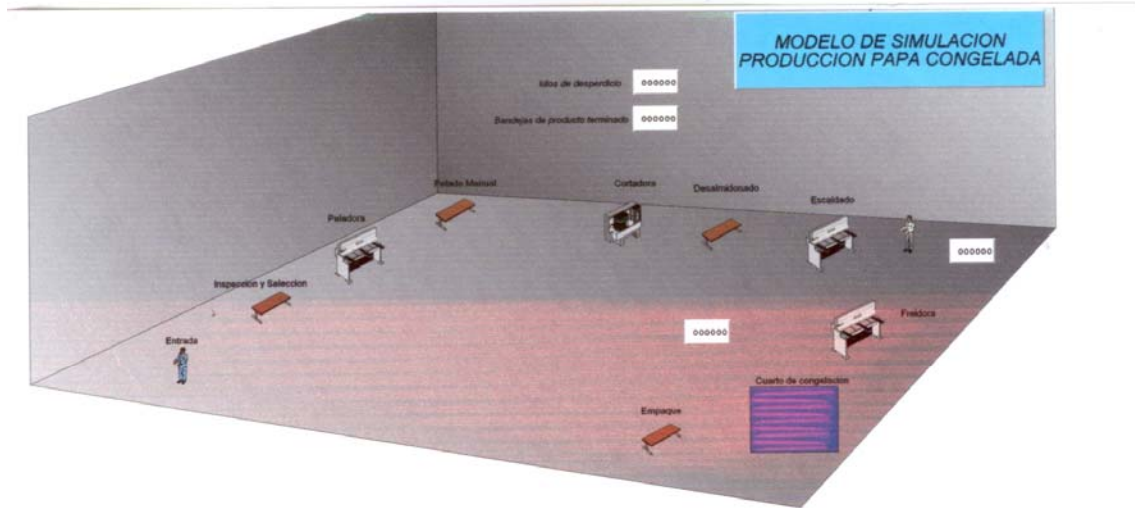 MODELO DE SIMULACION
PRODUCCION PAPA CONGELADA
kilos de desperdicio 000000
Bandejas de producto terminado 000000
Pelado Manual
Cortadora
Desalmidonado
Escaldado
Peladora
000000
Inspección y Seleccion
Freidora
000000
Entrada
Cuarto de congelacion
Empaque